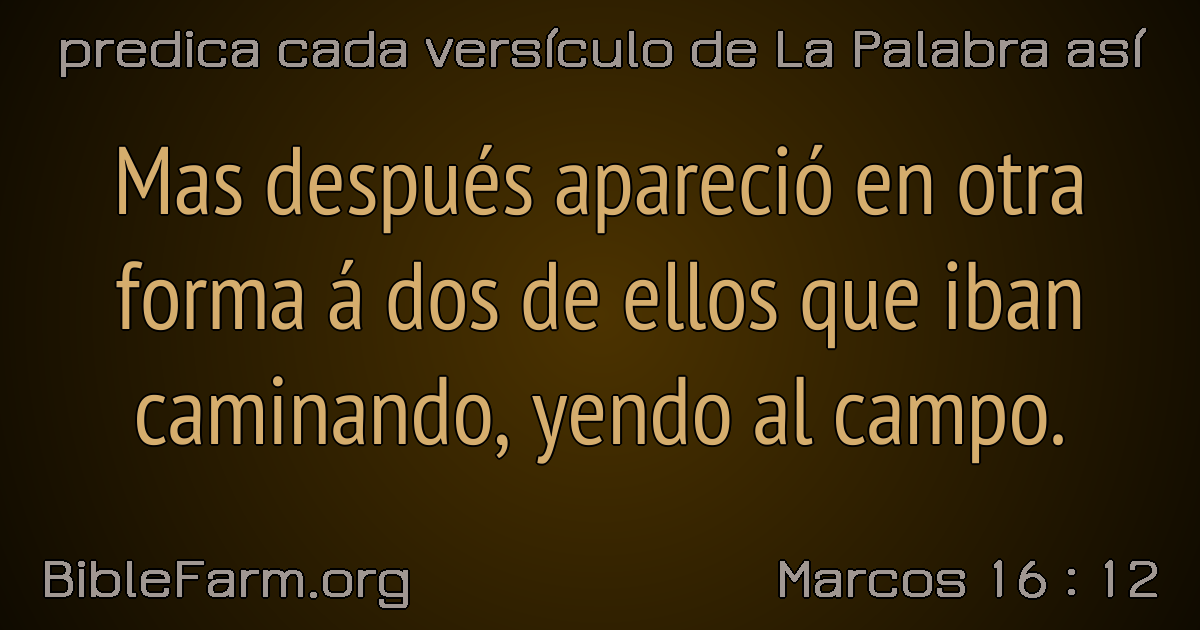 predica cada versículo de La Palabra así
Mas después apareció en otra
forma á dos de ellos que iban
caminando, yendo al campo.
BibleFarm.org
Marcos 16 : 12